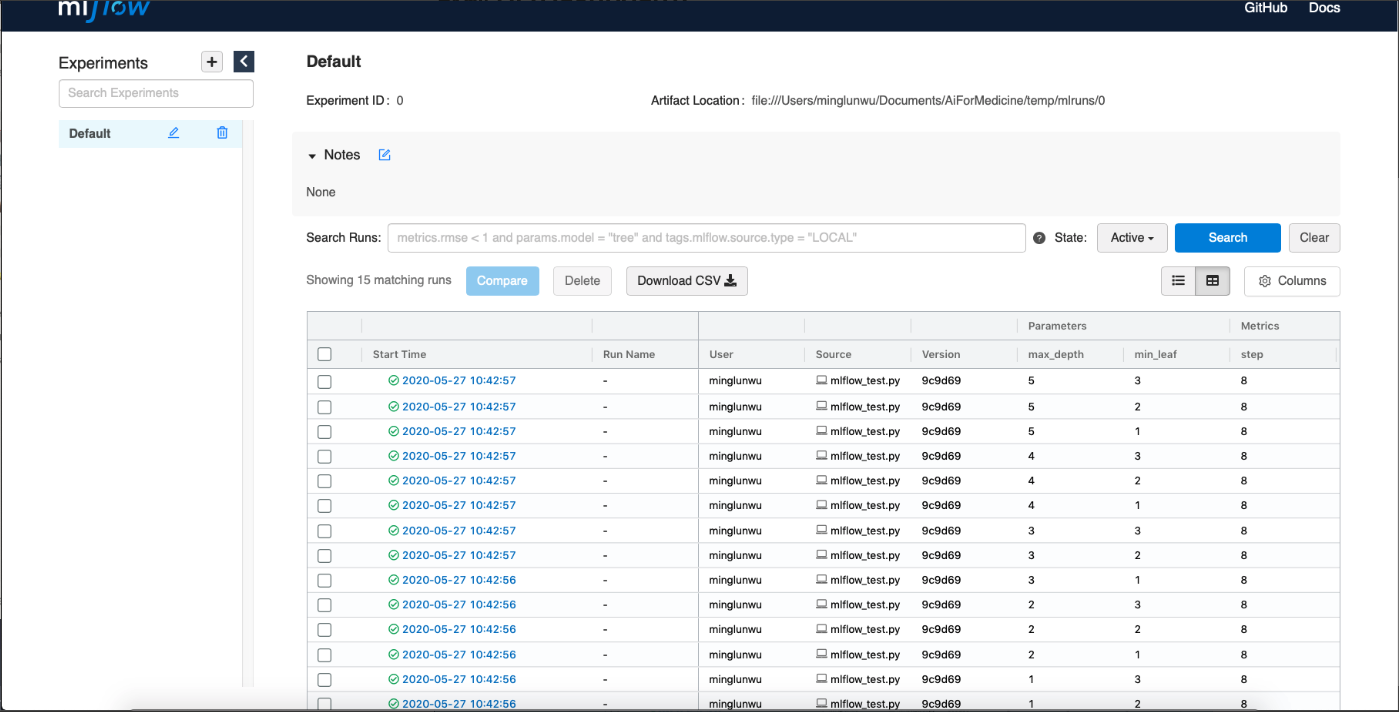 mlflow
GitHub Docs
Experiments
Search Experiments
Default
Default
Experiment ID : 0 Artifact Location : file:///Users/minglunwu/Documents/AiForMedicine/temp/mlruns/0
Notes
None
Search Runs: metrics.rmse < 1 and params.model = "tree" and tags.mlflow.source.type = "LOCAL" ? State: Active Search Clear
Showing 15 matching runs Compare Delete Download CSV Columns
Parameters Metrics
Start Time Run Name User Source Version max_depth min_leaf step
2020-05-27 10:42:57 - minglunwu mlflow_test.py 9c9d69 5 3 8
2020-05-27 10:42:57 - minglunwu mlflow_test.py 9c9d69 5 2 8
2020-05-27 10:42:57 - minglunwu mlflow_test.py 9c9d69 5 1 8
2020-05-27 10:42:57 - minglunwu mlflow_test.py 9c9d69 4 3 8
2020-05-27 10:42:57 - minglunwu mlflow_test.py 9c9d69 4 2 8
2020-05-27 10:42:57 - minglunwu mlflow_test.py 9c9d69 4 1 8
2020-05-27 10:42:57 - minglunwu mlflow_test.py 9c9d69 3 3 8
2020-05-27 10:42:57 - minglunwu mlflow_test.py 9c9d69 3 2 8
2020-05-27 10:42:56 - minglunwu mlflow_test.py 9c9d69 3 1 8
2020-05-27 10:42:56 - minglunwu mlflow_test.py 9c9d69 2 3 8
2020-05-27 10:42:56 - minglunwu mlflow_test.py 9c9d69 2 2 8
2020-05-27 10:42:56 - minglunwu mlflow_test.py 9c9d69 2 1 8
2020-05-27 10:42:56 - minglunwu mlflow_test.py 9c9d69 1 3 8
2020-05-27 10:42:56 - minglunwu mlflow_test.py 9c9d69 1 2 8